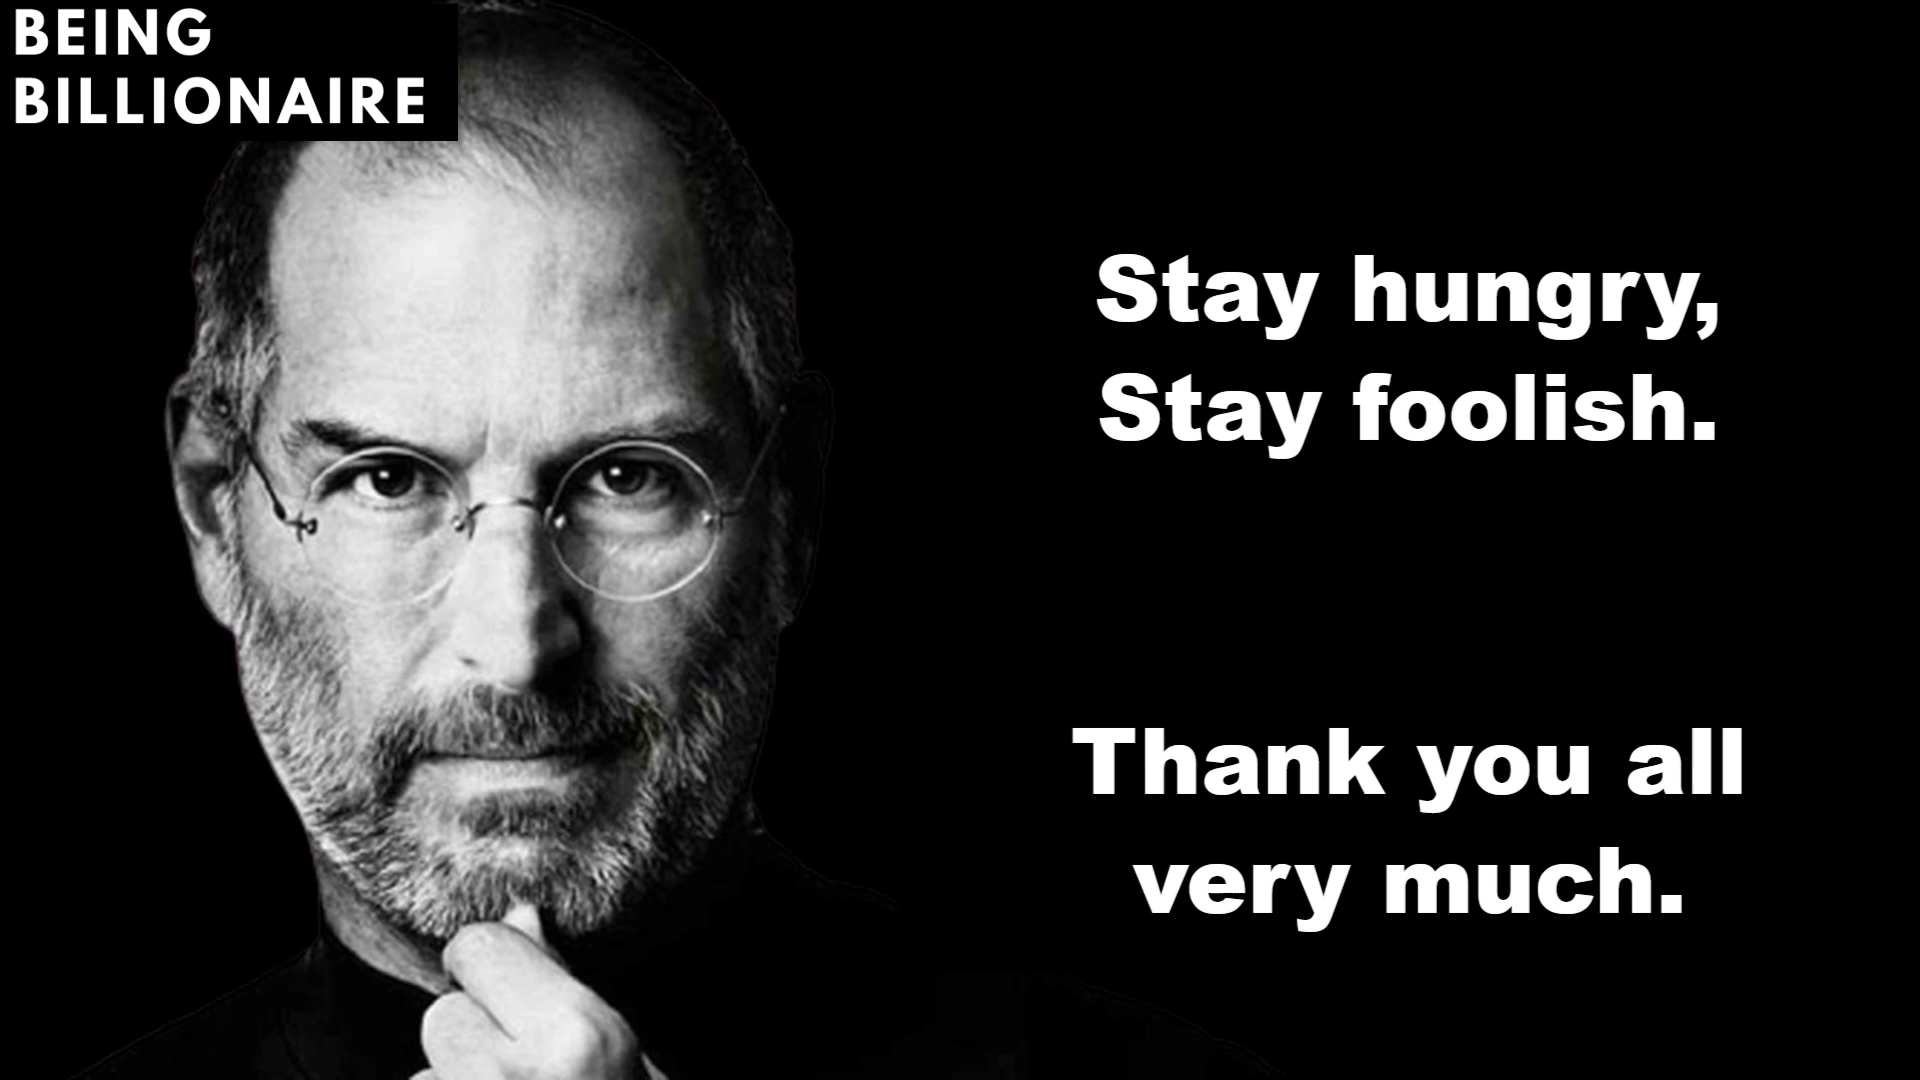 BEING
BILLIONAIRE
Stay hungry,
Stay foolish.
Thank you all
very much.